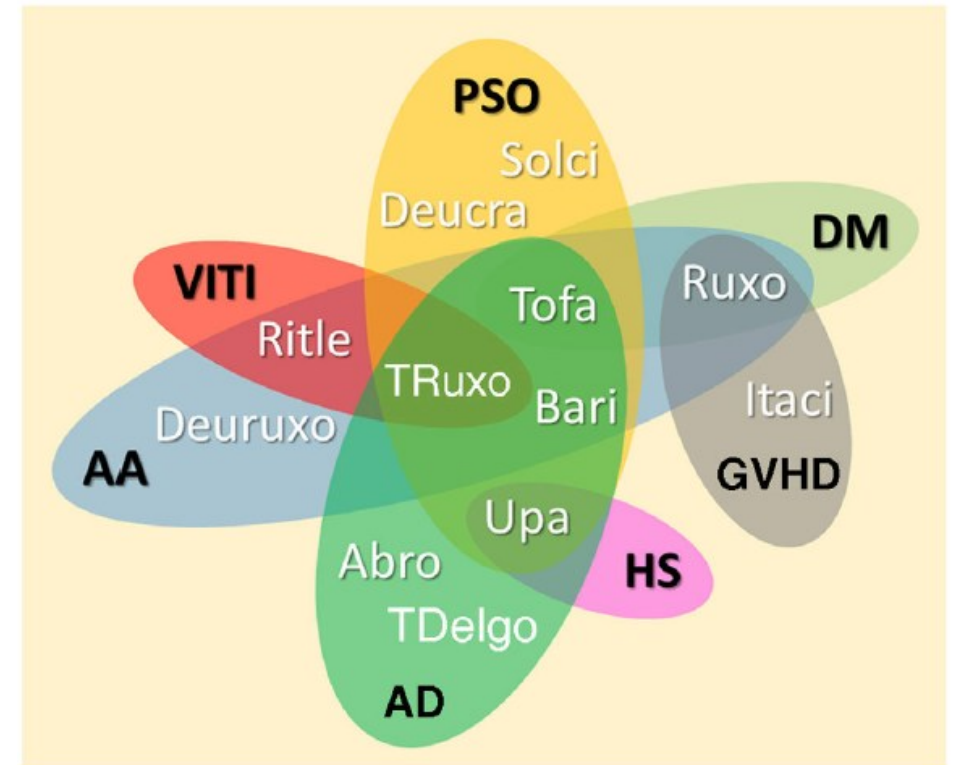 PSO
Solci
Deucra
DM
VITI
Ruxo
Tofa
Ritle
TRuxo
Bari
Itaci
Deuruxo
AA
GVHD
Upa
Abro
HS
TDelgo
AD